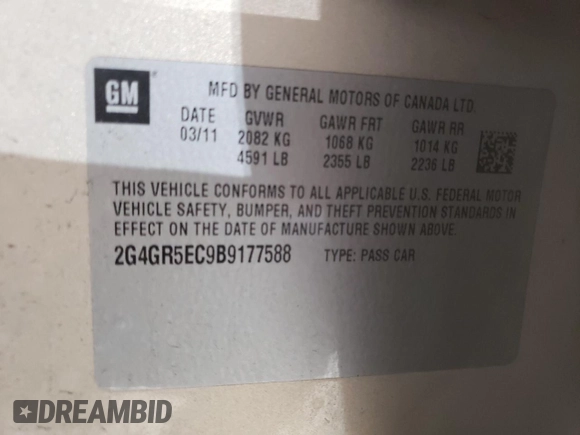 GM
MFD BY GENERAL MOTORS OF CANADA LTD
DATE GVWR GAWR FRT GAWR RR
03/11 2082 KG 1068 KG 1014 KG
4591 LB 2355 LB 2236 LB
THIS VEHICLE CONFORMS TO ALL APPLICABLE U.S. FEDERAL MOTOR
VEHICLE SAFETY, BUMPER, AND THEFT PREVENTION STANDARDS IN
EFFECT ON THE DATE OF MANUFACTURE SHOWN ABOVE.
2G4GR5EC9B9177588 TYPE: PASS CAR
DREAMBID